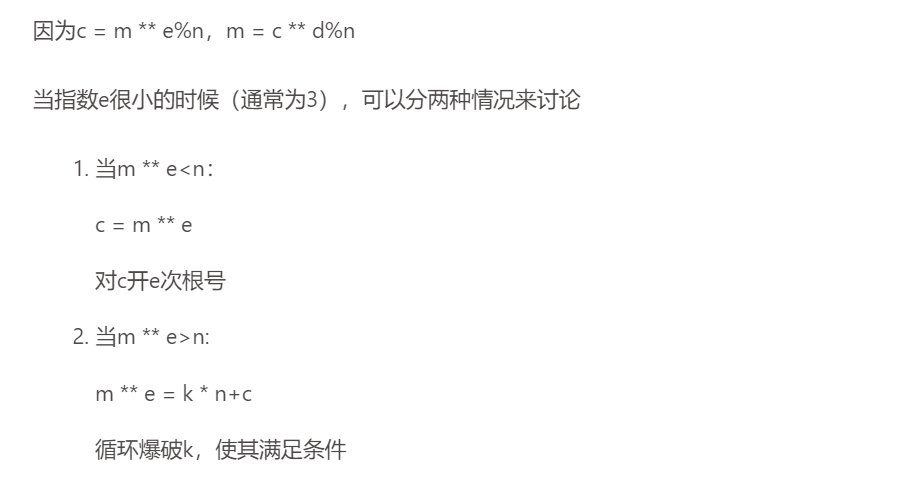 因为c = m ** e%n，m = c ** d%n
当指数e很小的时候（通常为3），可以分两种情况来讨论
1. 当m ** e<n：
c = m ** e
对c开e次根号
2. 当m ** e>n:
m ** e = k * n+c
循环爆破k，使其满足条件